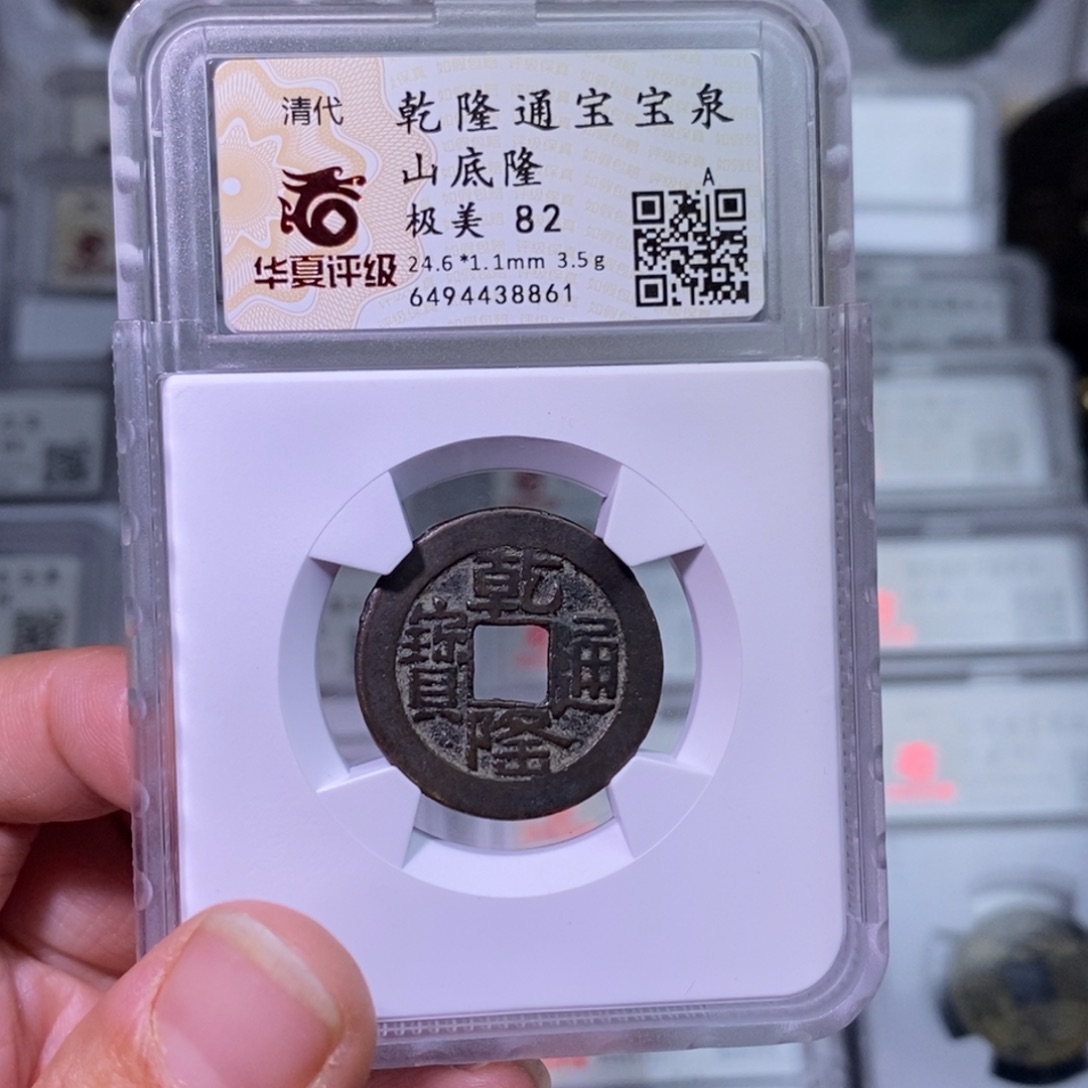 清代
乾隆通宝宝泉
山底隆
极美 82
A
华夏评级
24.6*1.1mm 3.5g
6494438861
乾
寶 通
隆